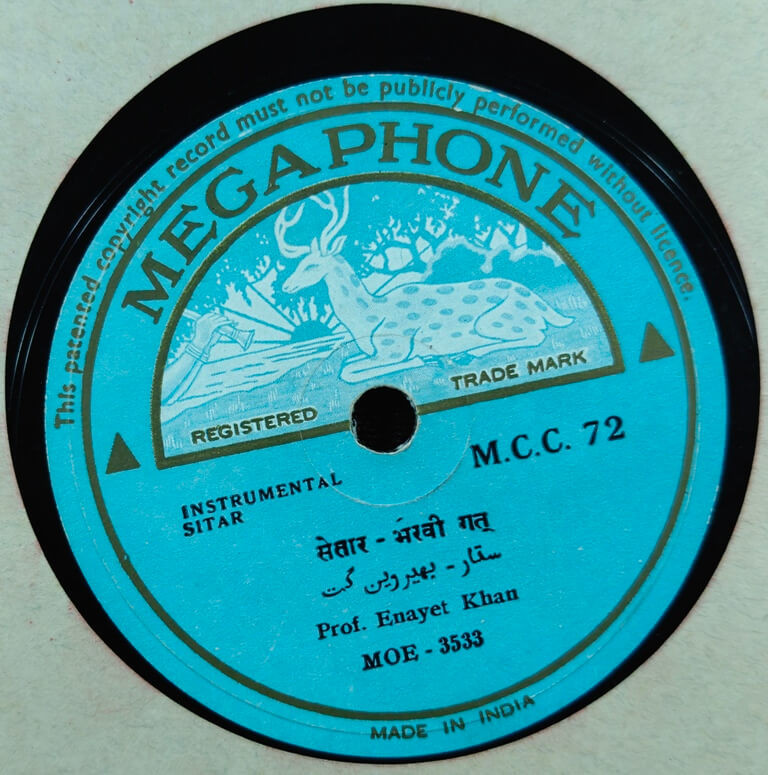 This patented copyright record must not be publicly performed without licence.
MEGAPHONE
REGISTERED TRADE MARK
M.C.C. 72
INSTRUMENTAL
SITAR
सेतार - भैरवी गत्
ستار - بهیروین گت
Prof. Enayet Khan
MOE - 3533
MADE IN INDIA